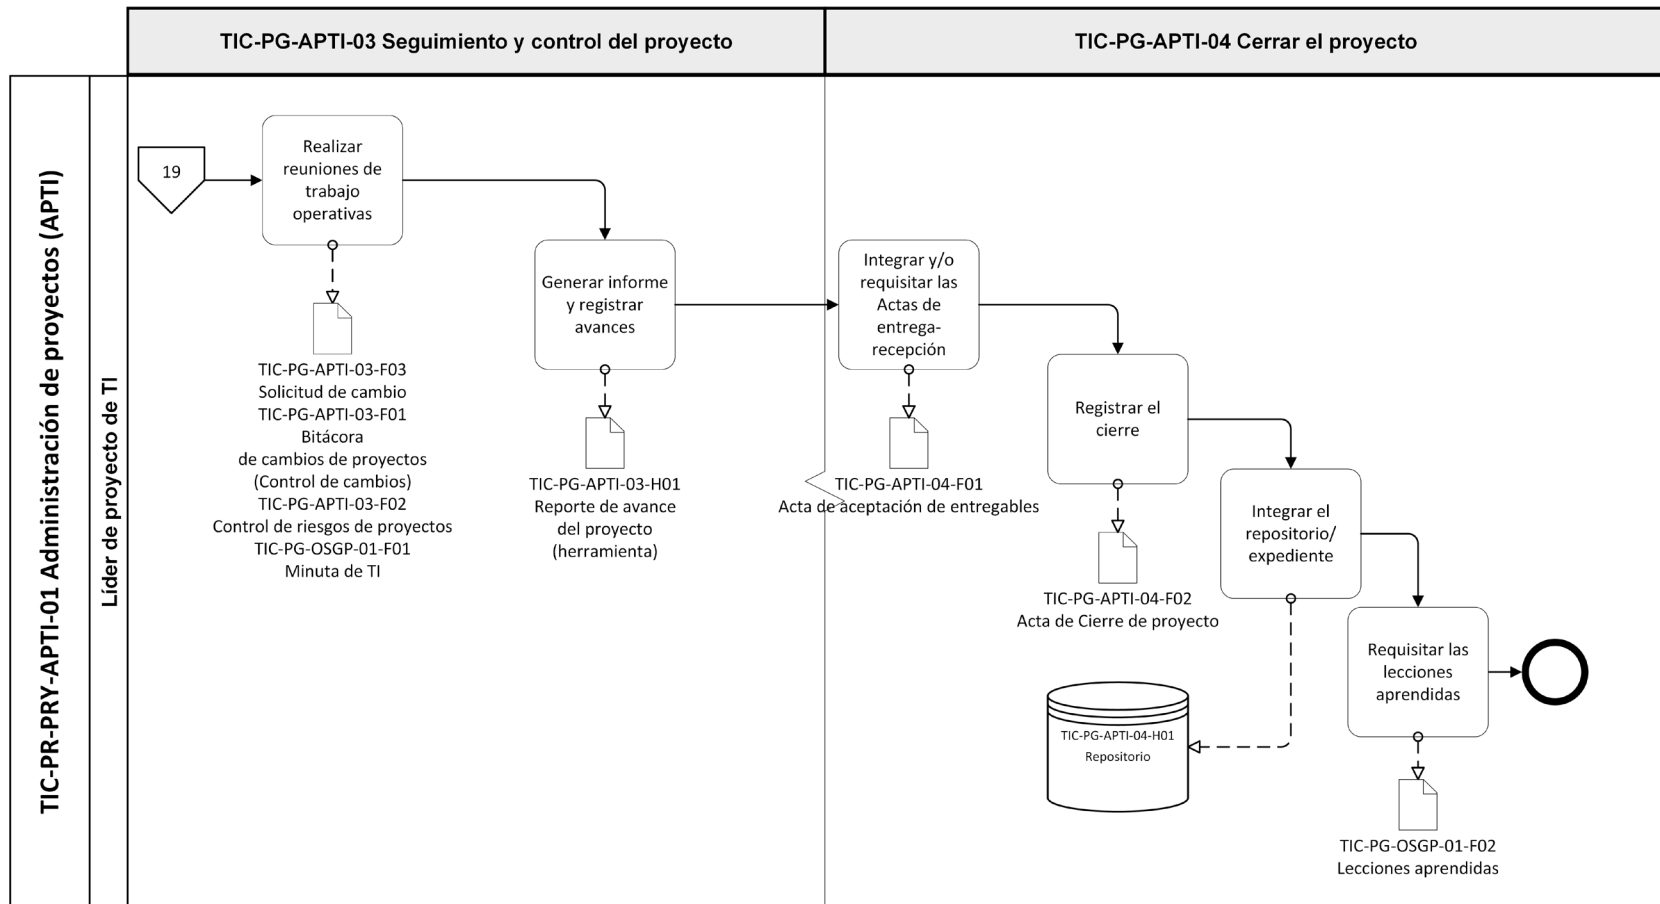 TIC-PG-APTI-03 Seguimiento y control del proyecto
TIC-PG-APTI-04 Cerrar el proyecto
TIC-PR-PRY-APTI-01 Administración de proyectos (APTI)
Líder de proyecto de TI
19
Realizar
reuniones de
trabajo
operativas
TIC-PG-APTI-03-F03
Solicitud de cambio
TIC-PG-APTI-03-F01
Bitácora
de cambios de proyectos
(Control de cambios)
TIC-PG-APTI-03-F02
Control de riesgos de proyectos
TIC-PG-OSGP-01-F01
Minuta de TI
Generar informe
y registrar
avances
TIC-PG-APTI-03-H01
Reporte de avance
del proyecto
(herramienta)
Integrar y/o
requisitar las
Actas de
entrega-
recepción
TIC-PG-APTI-04-F01
Acta de aceptación de entregables
Registrar el
cierre
TIC-PG-APTI-04-F02
Acta de Cierre de proyecto
Integrar el
repositorio/
expediente
TIC-PG-APTI-04-H01
Repositorio
Requisitar las
lecciones
aprendidas
TIC-PG-OSGP-01-F02
Lecciones aprendidas